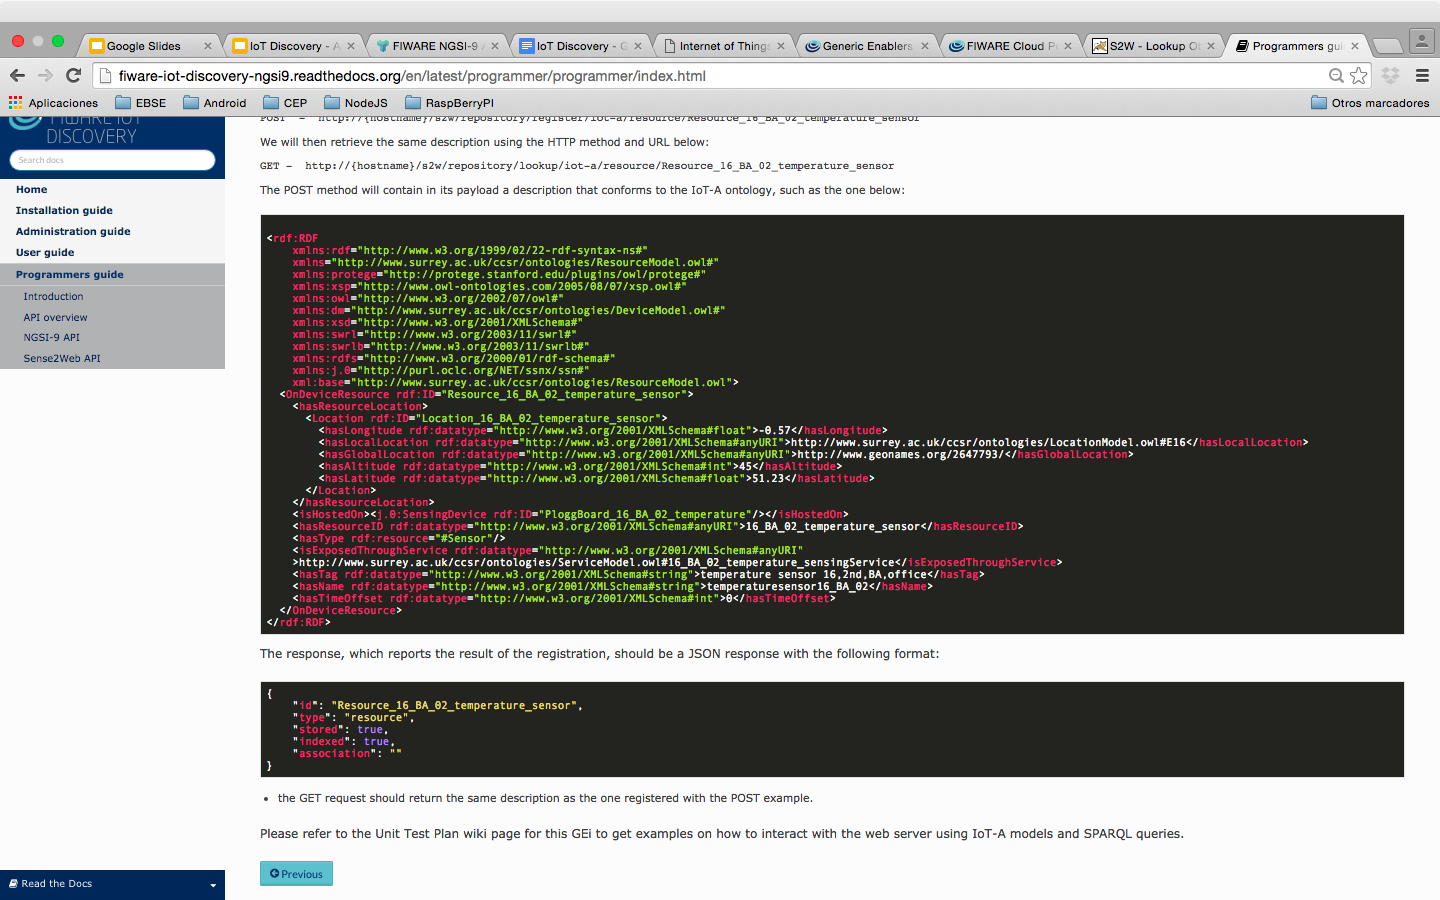 Google Slides
IoT Discovery - A
FIWARE NGSI-9
IoT Discovery - G
Internet of Things
Generic Enablers
FIWARE Cloud P
S2W - Lookup Ot
Programmers gui
fiware-iot-discovery-ngsi9.readthedocs.org/en/latest/programmer/programmer/index.html
Aplicaciones
EBSE
Android
CEP
NodeJS
RaspBerryPI
Otros marcadores
FIWARE IOT
DISCOVERY
Search docs
Home
Installation guide
Administration guide
User guide
Programmers guide
Introduction
API overview
NGSI-9 API
Sense2Web API
Read the Docs
POST – http://{hostname}/s2w/repository/register/iot-a/resource/Resource_16_BA_02_temperature_sensor
We will then retrieve the same description using the HTTP method and URL below:
GET – http://{hostname}/s2w/repository/lookup/iot-a/resource/Resource_16_BA_02_temperature_sensor
The POST method will contain in its payload a description that conforms to the IoT-A ontology, such as the one below:
<rdf:RDF
xmlns:rdf="http://www.w3.org/1999/02/22-rdf-syntax-ns#"
xmlns="http://www.surrey.ac.uk/ccsr/ontologies/ResourceModel.owl#"
xmlns:protege="http://protege.stanford.edu/plugins/owl/protege#"
xmlns:xsp="http://www.owl-ontologies.com/2005/08/07/xsp.owl#"
xmlns:owl="http://www.w3.org/2002/07/owl#"
xmlns:dm="http://www.surrey.ac.uk/ccsr/ontologies/DeviceModel.owl#"
xmlns:xsd="http://www.w3.org/2001/XMLSchema#"
xmlns:swrl="http://www.w3.org/2003/11/swrl#"
xmlns:swrlb="http://www.w3.org/2003/11/swrlb#"
xmlns:rdfs="http://www.w3.org/2000/01/rdf-schema#"
xmlns:j.0="http://purl.oclc.org/NET/ssnx/ssn#"
xml:base="http://www.surrey.ac.uk/ccsr/ontologies/ResourceModel.owl">
<OnDeviceResource rdf:ID="Resource_16_BA_02_temperature_sensor">
<hasResourceLocation>
<Location rdf:ID="Location_16_BA_02_temperature_sensor">
<hasLongitude rdf:datatype="http://www.w3.org/2001/XMLSchema#float">-0.57</hasLongitude>
<hasLocalLocation rdf:datatype="http://www.w3.org/2001/XMLSchema#anyURI">http://www.surrey.ac.uk/ccsr/ontologies/LocationModel.owl#E16</hasLocalLocation>
<hasGlobalLocation rdf:datatype="http://www.w3.org/2001/XMLSchema#anyURI">http://www.geonames.org/2647793/</hasGlobalLocation>
<hasAltitude rdf:datatype="http://www.w3.org/2001/XMLSchema#int">45</hasAltitude>
<hasLatitude rdf:datatype="http://www.w3.org/2001/XMLSchema#float">51.23</hasLatitude>
</Location>
</hasResourceLocation>
<isHostedOn><j.0:SensingDevice rdf:ID="PloggBoard_16_BA_02_temperature"/></isHostedOn>
<hasResourceID rdf:datatype="http://www.w3.org/2001/XMLSchema#anyURI">16_BA_02_temperature_sensor</hasResourceID>
<hasType rdf:resource="#Sensor"/>
<isExposedThroughService rdf:datatype="http://www.w3.org/2001/XMLSchema#anyURI"
>http://www.surrey.ac.uk/ccsr/ontologies/ServiceModel.owl#16_BA_02_temperature_sensingService</isExposedThroughService>
<hasTag rdf:datatype="http://www.w3.org/2001/XMLSchema#string">temperature sensor 16,2nd,BA,office</hasTag>
<hasName rdf:datatype="http://www.w3.org/2001/XMLSchema#string">temperaturesensor16_BA_02</hasName>
<hasTimeOffset rdf:datatype="http://www.w3.org/2001/XMLSchema#int">0</hasTimeOffset>
</OnDeviceResource>
</rdf:RDF>
The response, which reports the result of the registration, should be a JSON response with the following format:
{
"id": "Resource_16_BA_02_temperature_sensor",
"type": "resource",
"stored": true,
"indexed": true,
"association": ""
}
• the GET request should return the same description as the one registered with the POST example.
Please refer to the Unit Test Plan wiki page for this GEi to get examples on how to interact with the web server using IoT-A models and SPARQL queries.
Previous